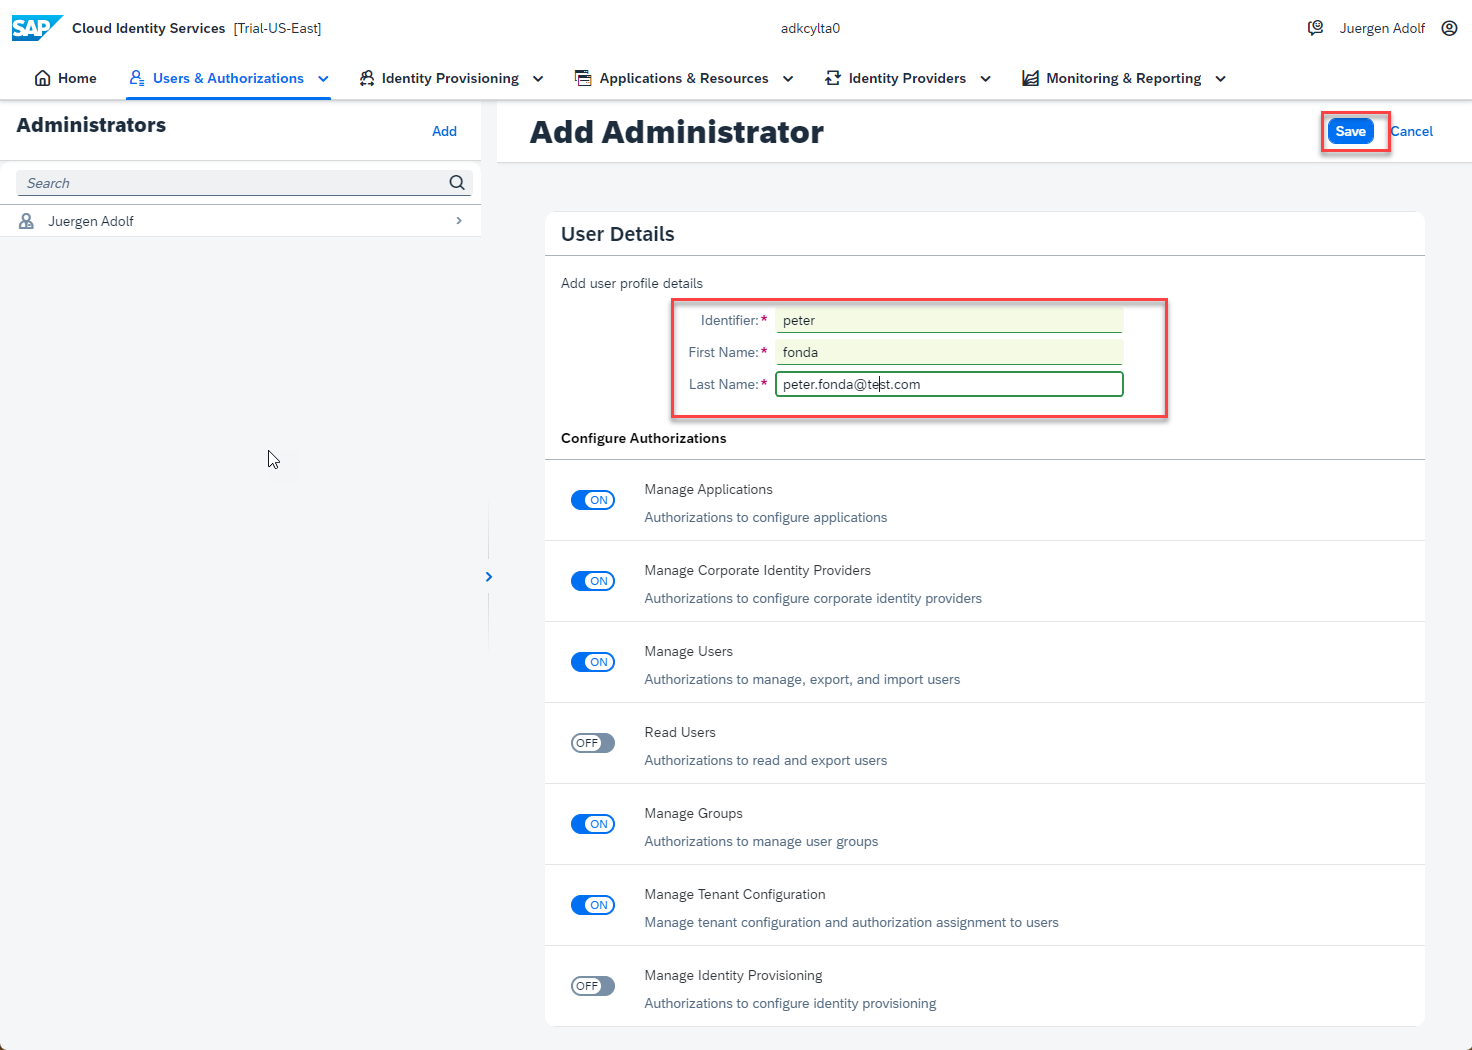 SAP Cloud Identity Services [Trial-US-East] adkcylta0 Juergen Adolf
Home Users & Authorizations Identity Provisioning Applications & Resources Identity Providers Monitoring & Reporting
Administrators Add
Search
Juergen Adolf
Add Administrator Save Cancel
User Details
Add user profile details
Identifier:* peter
First Name:* fonda
Last Name:* peter.fonda@test.com
Configure Authorizations
ON Manage Applications
Authorizations to configure applications
ON Manage Corporate Identity Providers
Authorizations to configure corporate identity providers
ON Manage Users
Authorizations to manage, export, and import users
OFF Read Users
Authorizations to read and export users
ON Manage Groups
Authorizations to manage user groups
ON Manage Tenant Configuration
Manage tenant configuration and authorization assignment to users
OFF Manage Identity Provisioning
Authorizations to configure identity provisioning